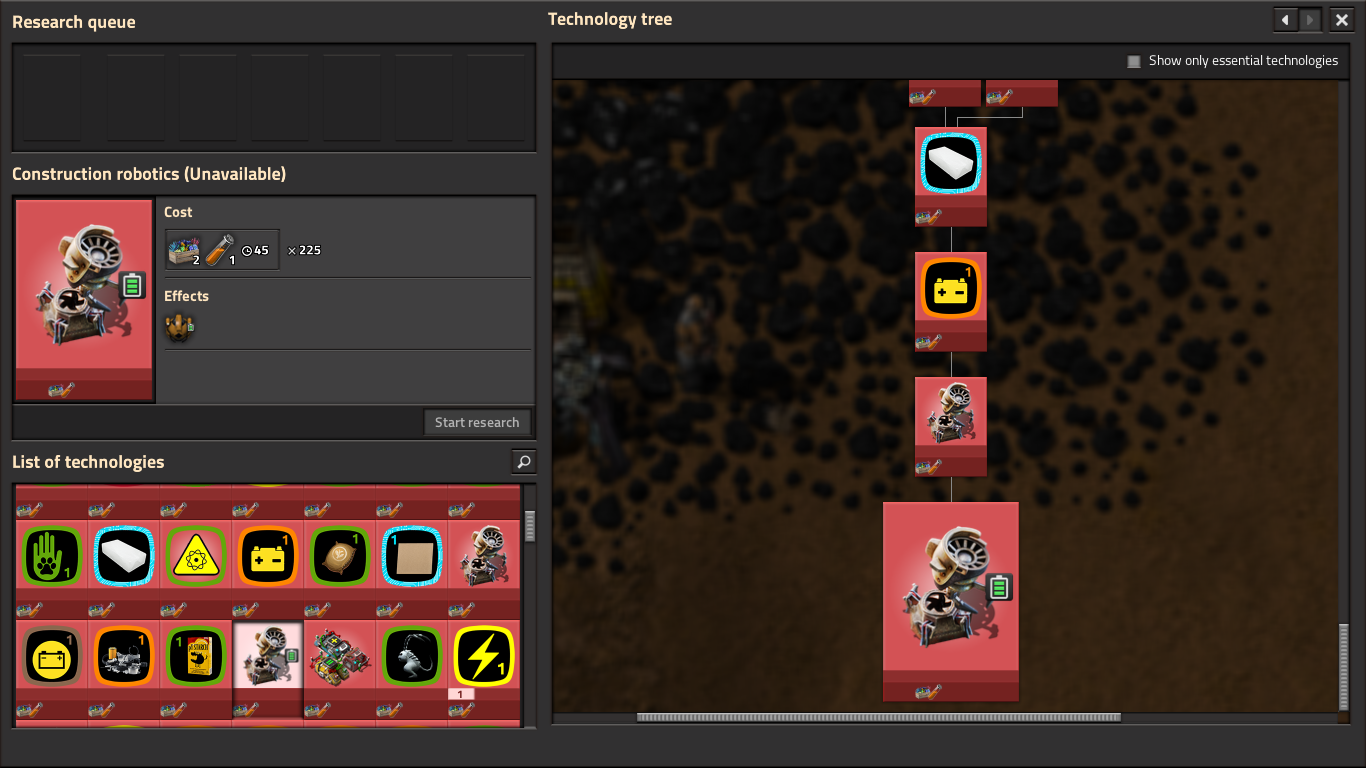 Research queue
Technology tree
Show only essential technologies
Construction robotics (Unavailable)
Cost
2
1
45
× 225
Effects
Start research
List of technologies
1
1
1
1
1
1
1
1
1
1
1